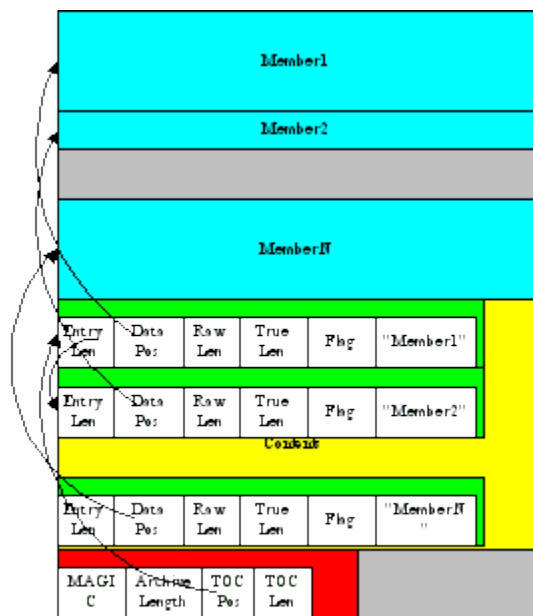 Member1
Member2
MemberN
Entry Data Raw True Flag "Member1"
Len Pos Len Len
Entry Data Raw True Flag "Member2"
Len Pos Len Len
Content
Entry Data Raw True Flag "MemberN
Len Pos Len Len "
MAGI Archive TOC TOC
C Length Pos Len